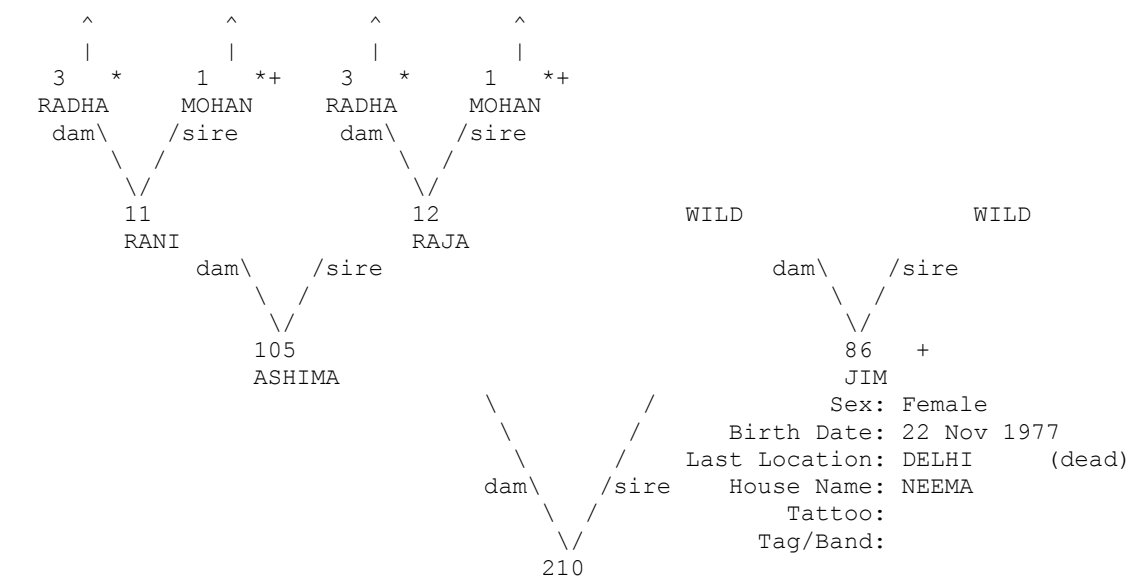 ^ ^ ^ ^
| | | |
3 * 1 *+ 3 * 1 *+
RADHA MOHAN RADHA MOHAN
dam\ /sire dam\ /sire
\ / \ /
\/ \/
11 12 WILD WILD
RANI RAJA
dam\ /sire dam\ /sire
\ / \ /
\/ \/
105 86 +
ASHIMA JIM
\ / Sex: Female
\ / Birth Date: 22 Nov 1977
\ / Last Location: DELHI (dead)
dam\ /sire House Name: NEEMA
\ / Tattoo:
\/ Tag/Band:
210